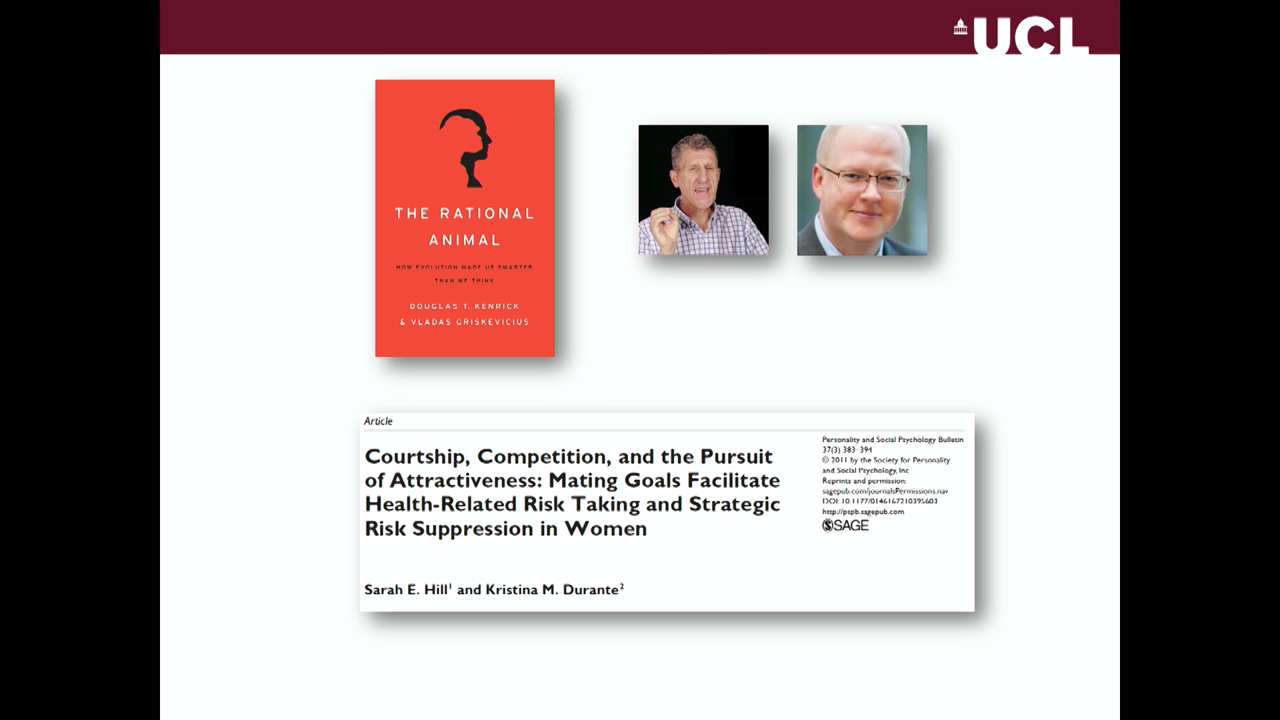 UCL
THE RATIONAL
ANIMAL
HOW EVOLUTION MADE US SMARTER
THAN WE THINK
DOUGLAS T. KENRICK
& VLADAS GRISKEVICIUS
Article
Courtship, Competition, and the Pursuit
of Attractiveness: Mating Goals Facilitate
Health-Related Risk Taking and Strategic
Risk Suppression in Women
Sarah E. Hill¹ and Kristina M. Durante²
Personality and Social Psychology Bulletin
37(3) 383–394
© 2011 by the Society for Personality
and Social Psychology, Inc
Reprints and permission:
sagepub.com/journalsPermissions.nav
DOI: 10.1177/0146167210395603
http://pspb.sagepub.com
SAGE